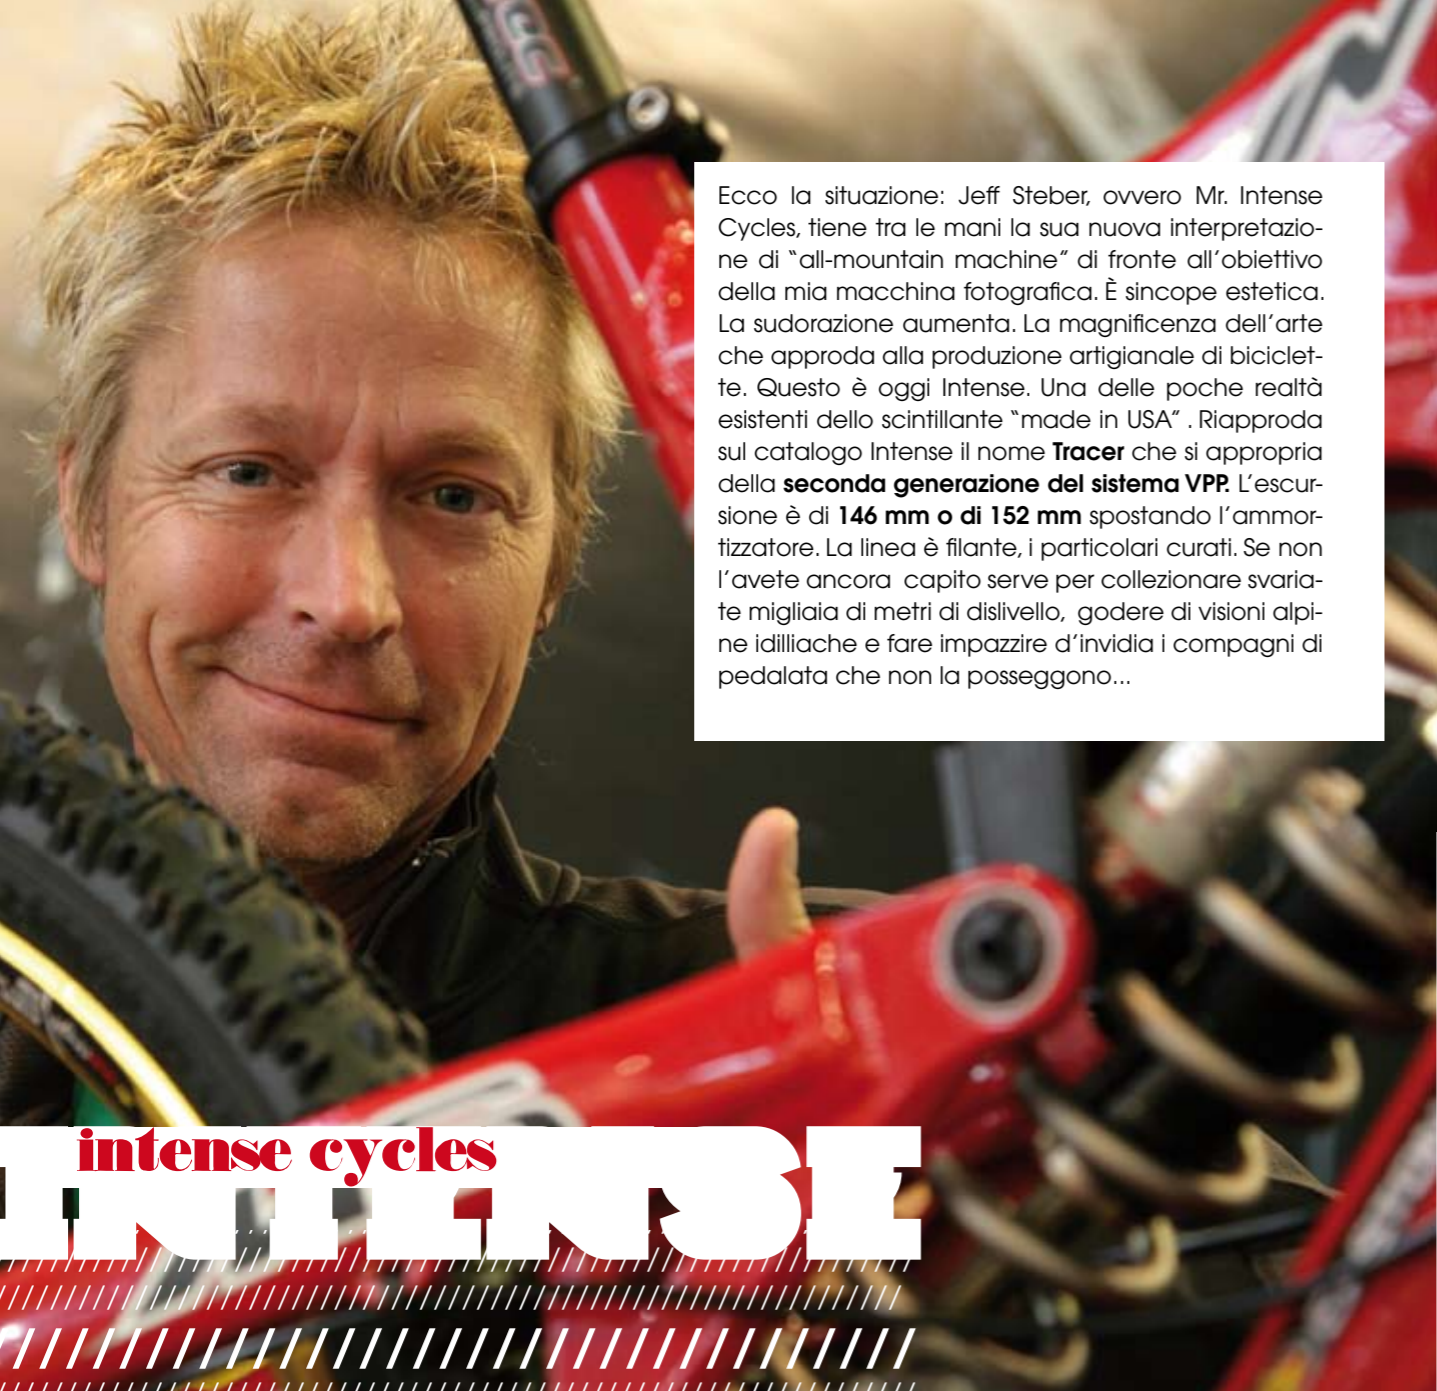 Ecco la situazione: Jeff Steber, ovvero Mr. Intense
Cycles, tiene tra le mani la sua nuova interpretazio-
ne di “all-mountain machine” di fronte all’obiettivo
della mia macchina fotografica. È sincope estetica.
La sudorazione aumenta. La magnificenza dell’arte
che approda alla produzione artigianale di biciclet-
te. Questo è oggi Intense. Una delle poche realtà
esistenti dello scintillante “made in USA” . Riapproda
sul catalogo Intense il nome Tracer che si appropria
della seconda generazione del sistema VPP. L’escur-
sione è di 146 mm o di 152 mm spostando l’ammor-
tizzatore. La linea è filante, i particolari curati. Se non
l’avete ancora capito serve per collezionare svaria-
te migliaia di metri di dislivello, godere di visioni alpi-
ne idilliache e fare impazzire d’invidia i compagni di
pedalata che non la posseggono...
intense cycles
INTENSE